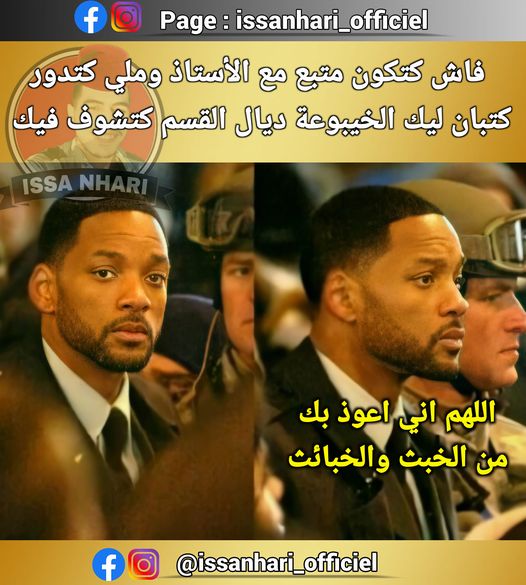 Page : issanhari_officiel
فاش كتكون متبع مع الأستاذ وملي كتدور
كتبان ليك الخيبوعة ديال القسم كتشوف فيك
ISSA NHARI
اللهم اني اعوذ بك
من الخبث والخبائث
@issanhari_officiel